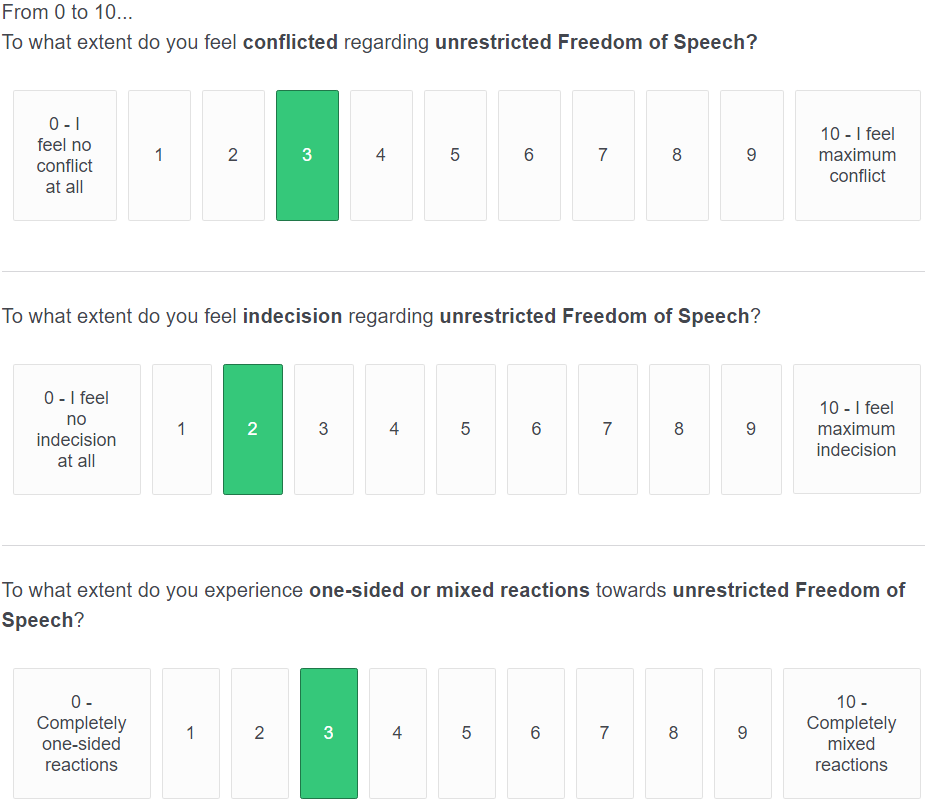 From 0 to 10...
To what extent do you feel conflicted regarding unrestricted Freedom of Speech?
0 - I
feel no
conflict
at all
1
2
3
4
5
6
7
8
9
10 - I feel
maximum
conflict
To what extent do you feel indecision regarding unrestricted Freedom of Speech?
0 - I feel
no
indecision
at all
1
2
3
4
5
6
7
8
9
10 - I feel
maximum
indecision
To what extent do you experience one-sided or mixed reactions towards unrestricted Freedom of
Speech?
0 -
Completely
one-sided
reactions
1
2
3
4
5
6
7
8
9
10 -
Completely
mixed
reactions